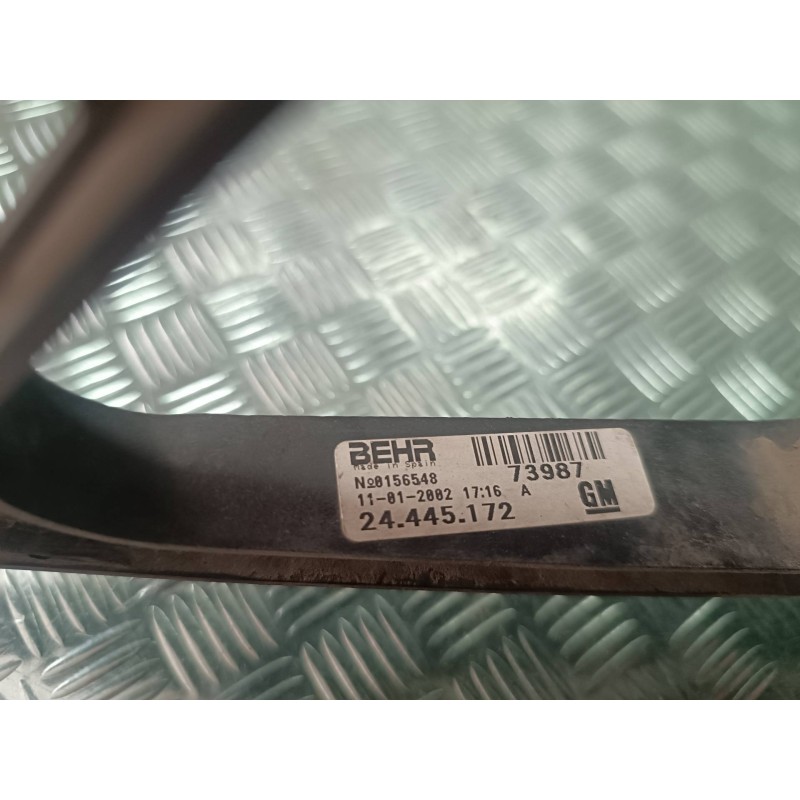 BEHR
made in Spain
73987
№0156548
11-01-2002 17:16 A
GM
24.445.172